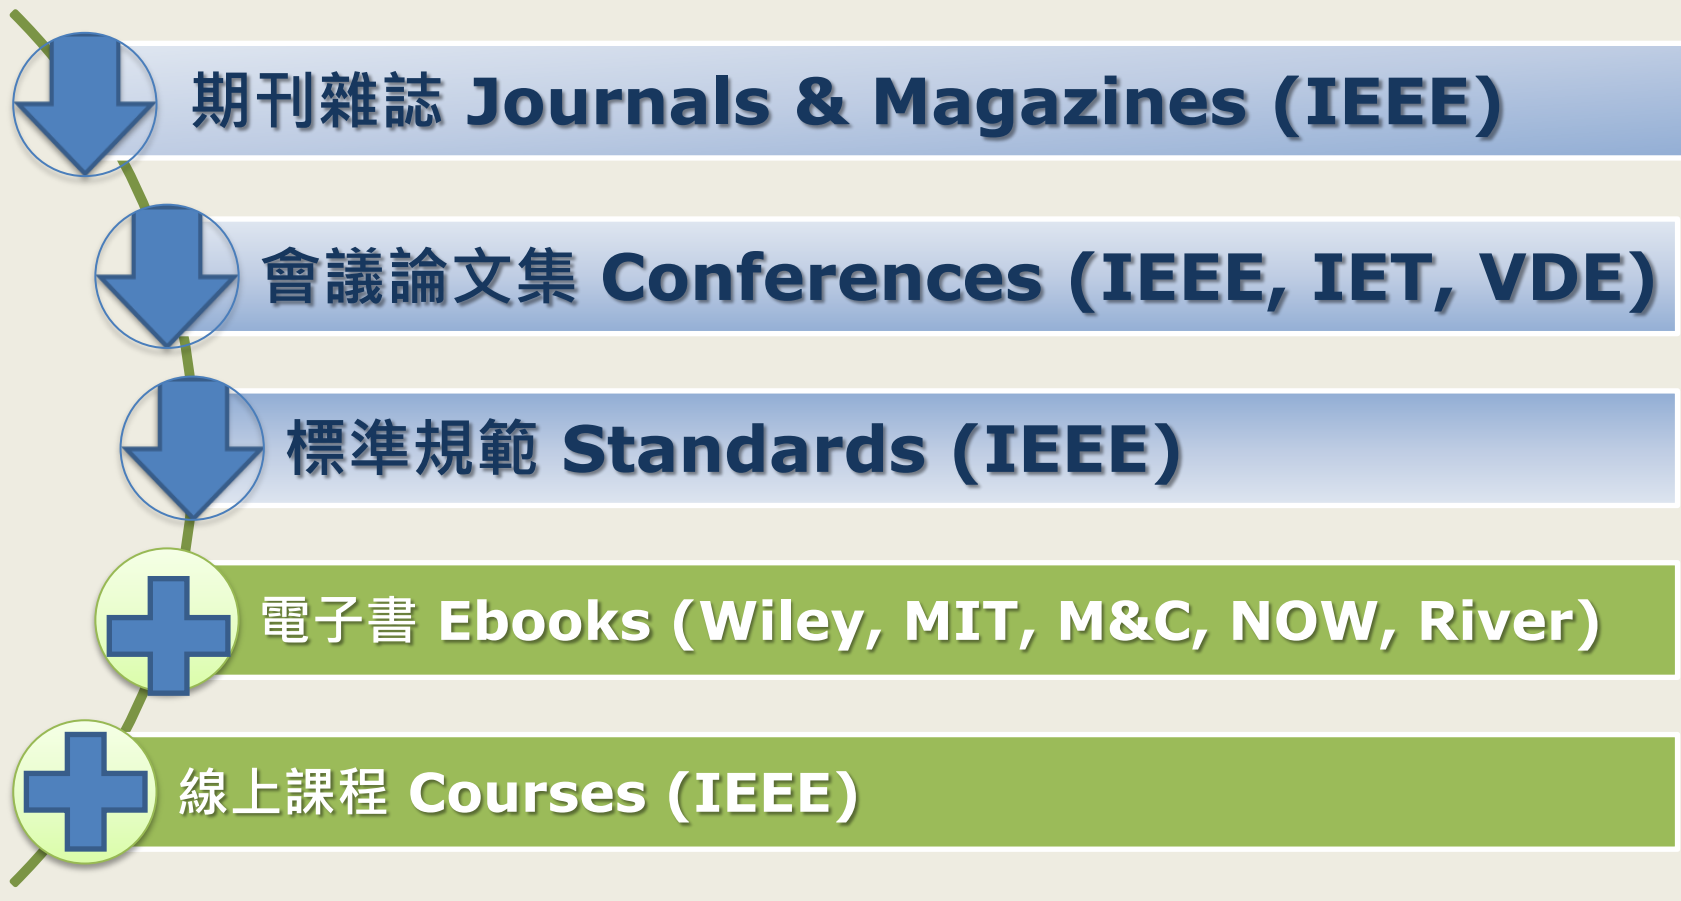 期刊雜誌 Journals & Magazines (IEEE)
會議論文集 Conferences (IEEE, IET, VDE)
標準規範 Standards (IEEE)
電子書 Ebooks (Wiley, MIT, M&C, NOW, River)
線上課程 Courses (IEEE)